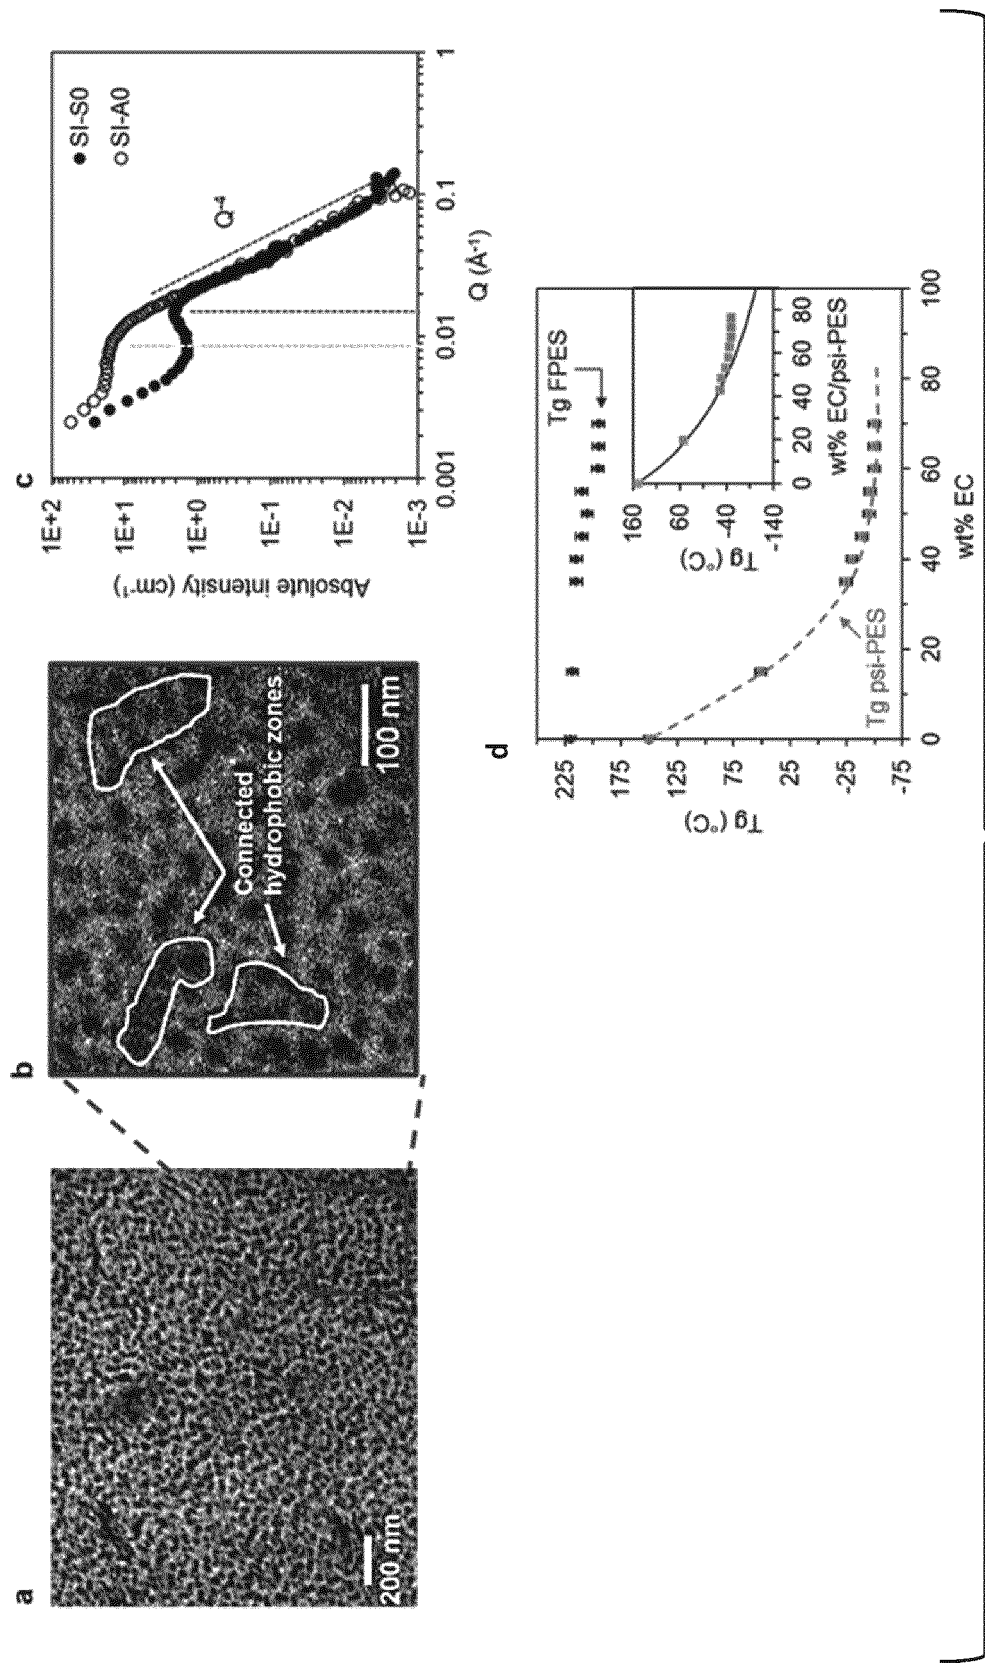 a
200 nm
b
Connected
hydrophobic zones
100 nm
c
Absolute intensity (cm-1)
1E+2
1E+1
1E+0
1E-1
1E-2
1E-3
SI-S0
SI-A0
Q-4
0.001
0.01
0.1
1
Q (Å-1)
d
Tg (°C)
225
175
125
75
25
-25
-75
Tg FPES
Tg psi-PES
0
20
40
60
80
100
wt% EC
Tg (°C)
160
60
-40
-140
0
20
40
60
80
wt% EC/psi-PES